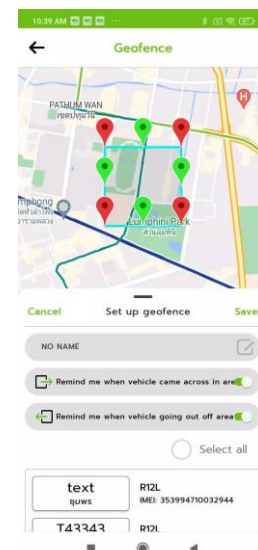 10:39 AM
Geofence
PATHUM WAN
เขตปทุมวัน
H
mphong
Lumphini Park
สวนลุมพินี
Cancel
Set up geofence
Save
NO NAME
Remind me when vehicle came across in are
Remind me when vehicle going out off area
Select all
text
ชุมพร
R12L
IMEI: 353994710032944
T43343
R12L